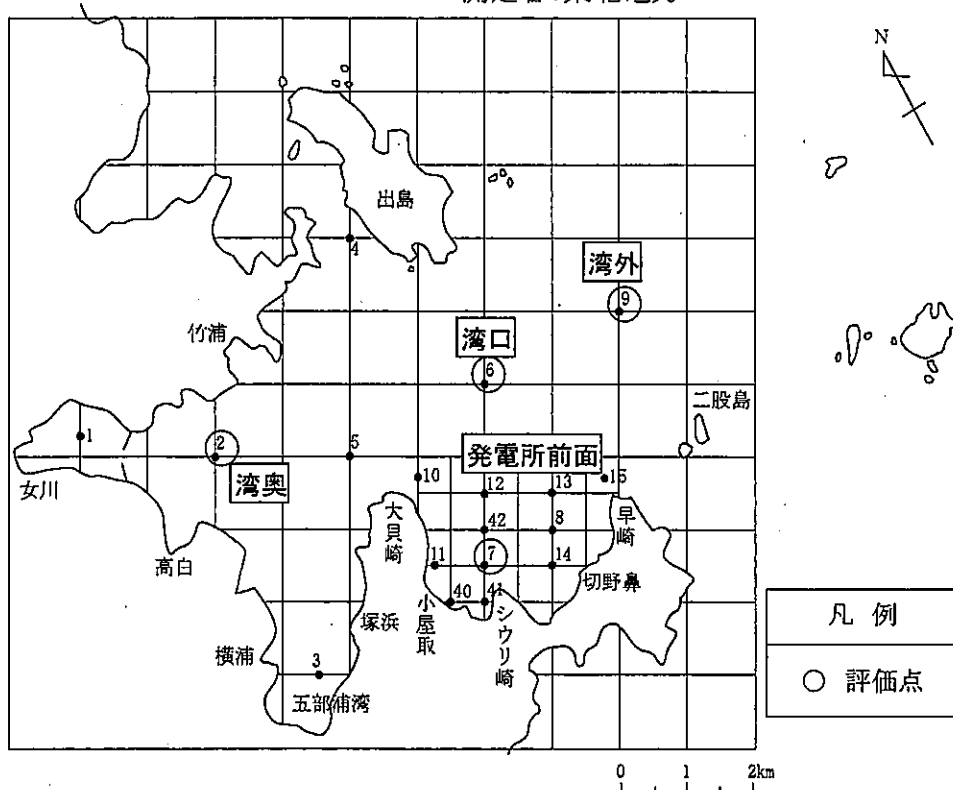 N
出島
4
湾外
9
竹浦
湾口
6
二股島
1
2
5
発電所前面
女川
湾奥
10
12
13
15
大貝崎
42
8
早崎
高白
11
7
14
切野鼻
40
41
小屋取
シウリ崎
塚浜
横浦
3
五部浦湾
凡例
○ 評価点
0 1 2km